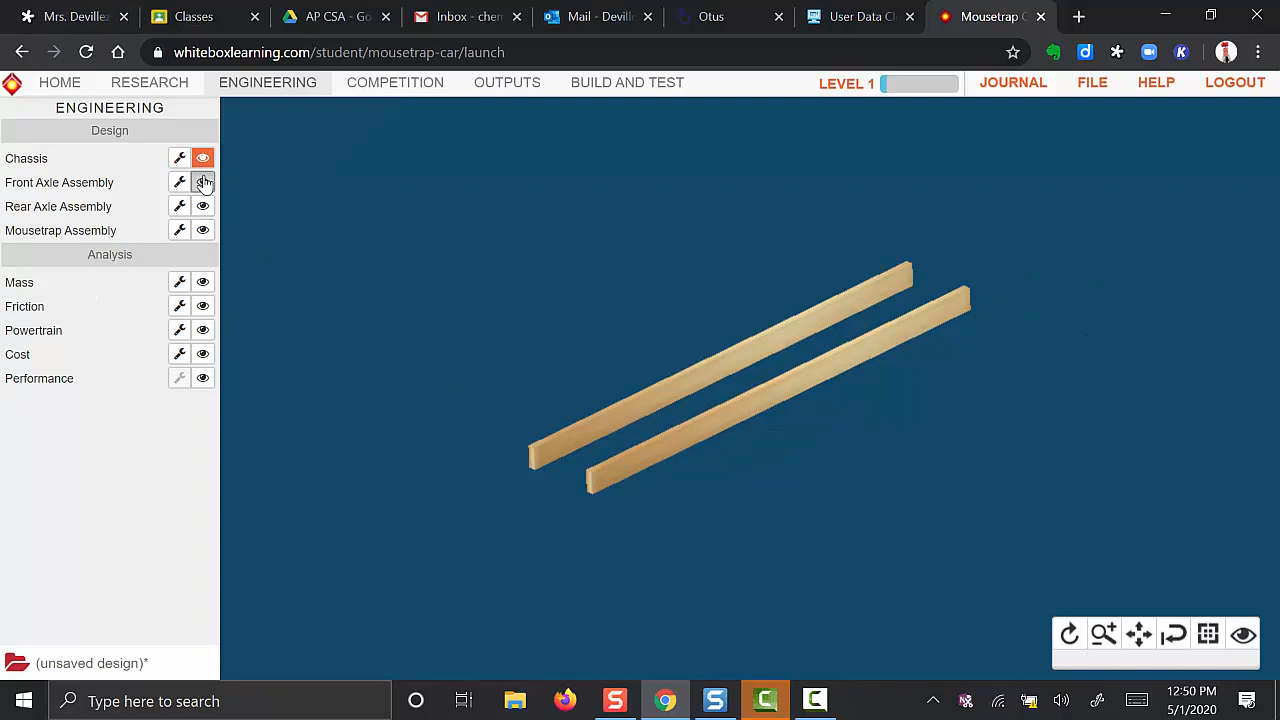 Mrs. Devillez
Classes
AP CSA - Go
Inbox - chem
Mail - Deville
Otus
User Data Cl
Mousetrap C
whiteboxlearning.com/student/mousetrap-car/launch
HOME
RESEARCH
ENGINEERING
COMPETITION
OUTPUTS
BUILD AND TEST
LEVEL 1
JOURNAL
FILE
HELP
LOGOUT
ENGINEERING
Design
Chassis
Front Axle Assembly
Rear Axle Assembly
Mousetrap Assembly
Analysis
Mass
Friction
Powertrain
Cost
Performance
(unsaved design)*
Type here to search
12:50 PM
5/1/2020